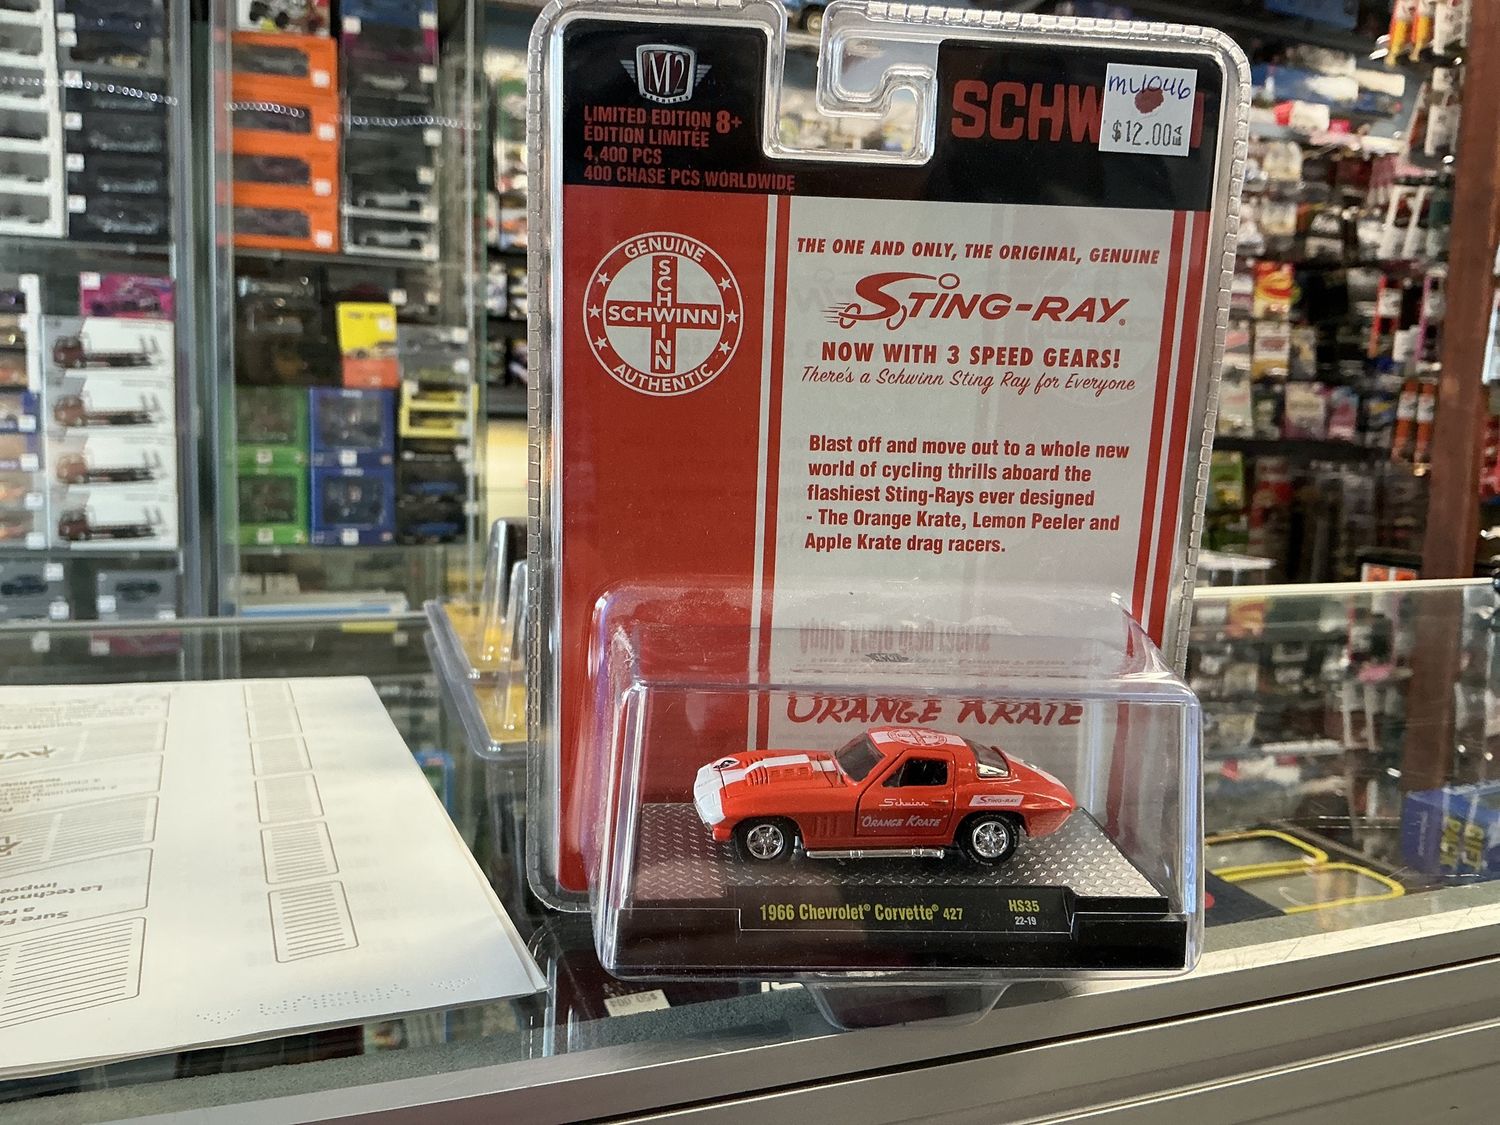 M2
MACHINES
LIMITED EDITION 8+
ÉDITION LIMITÉE
4,400 PCS
400 CHASE PCS WORLDWIDE
SCHW
ML1046
$12.00
GENUINE
SCHWINN
SCHWINN
AUTHENTIC
THE ONE AND ONLY, THE ORIGINAL, GENUINE
STING-RAY®
NOW WITH 3 SPEED GEARS!
There's a Schwinn Sting Ray for Everyone
Blast off and move out to a whole new
world of cycling thrills aboard the
flashiest Sting-Rays ever designed
- The Orange Krate, Lemon Peeler and
Apple Krate drag racers.
ORANGE KRATE
Schwinn
STING-RAY
"ORANGE KRATE"
1966 Chevrolet® Corvette® 427
HS35
22-19